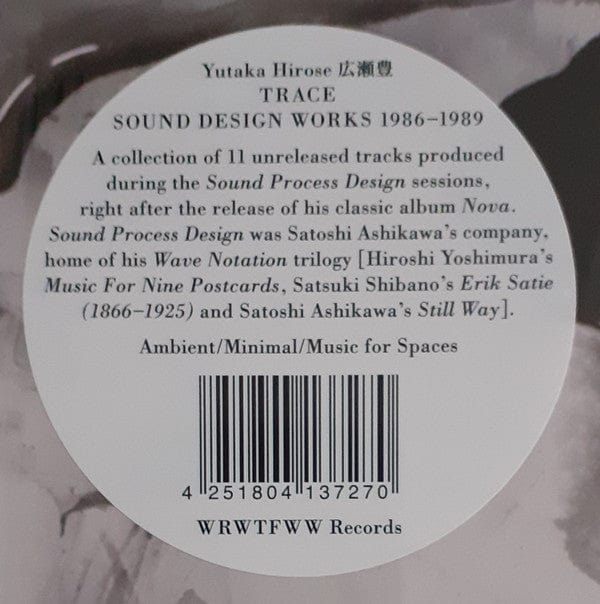 Yutaka Hirose 広瀬豊
TRACE
SOUND DESIGN WORKS 1986–1989
A collection of 11 unreleased tracks produced
during the Sound Process Design sessions,
right after the release of his classic album Nova.
Sound Process Design was Satoshi Ashikawa's company,
home of his Wave Notation trilogy [Hiroshi Yoshimura's
Music For Nine Postcards, Satsuki Shibano's Erik Satie
(1866–1925) and Satoshi Ashikawa's Still Way].
Ambient/Minimal/Music for Spaces
4 251804 137270
WRWTFWW Records